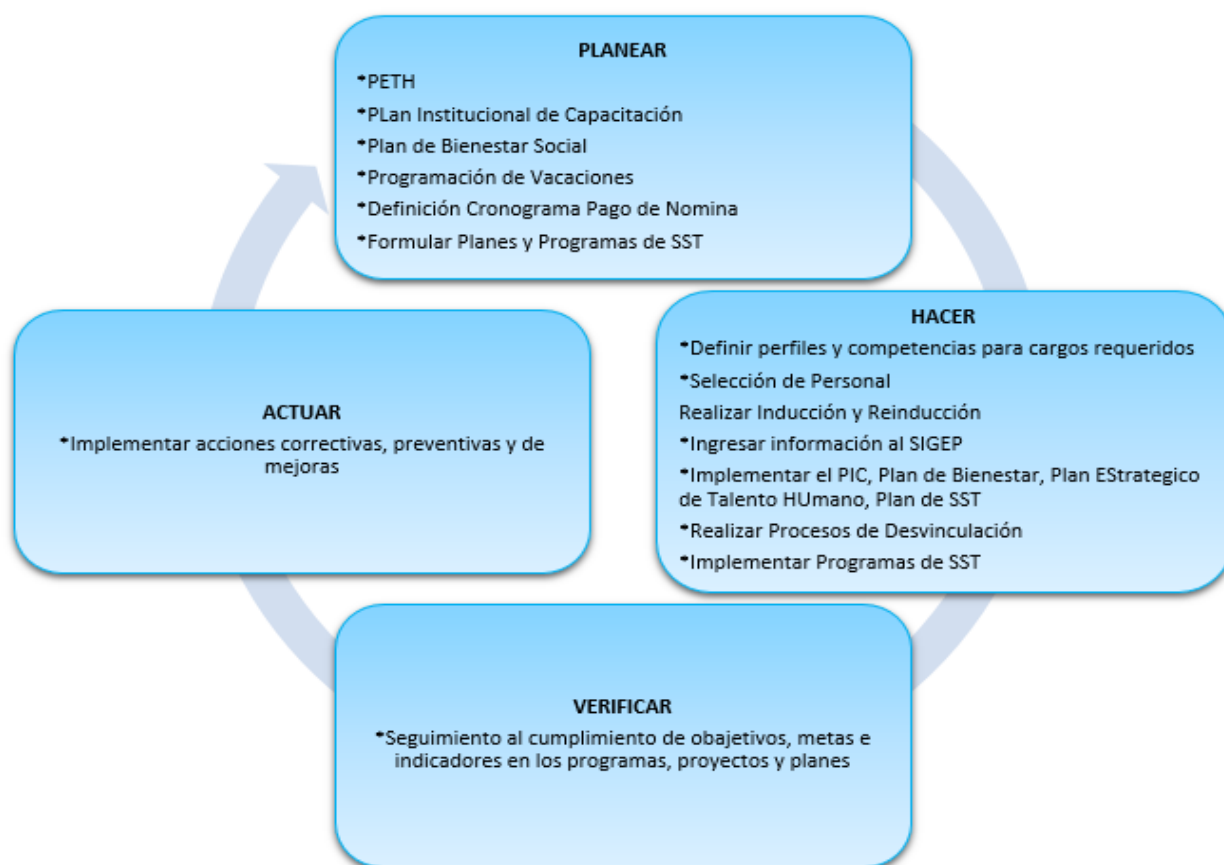 PLANEAR
*PETH
*PLan Institucional de Capacitación
*Plan de Bienestar Social
*Programación de Vacaciones
*Definición Cronograma Pago de Nomina
*Formular Planes y Programas de SST
HACER
*Definir perfiles y competencias para cargos requeridos
*Selección de Personal
Realizar Inducción y Reinducción
*Ingresar información al SIGEP
*Implementar el PIC, Plan de Bienestar, Plan EStrategico
de Talento HUmano, Plan de SST
*Realizar Procesos de Desvinculación
*Implementar Programas de SST
VERIFICAR
*Seguimiento al cumplimiento de obajetivos, metas e
indicadores en los programas, proyectos y planes
ACTUAR
*Implementar acciones correctivas, preventivas y de
mejoras